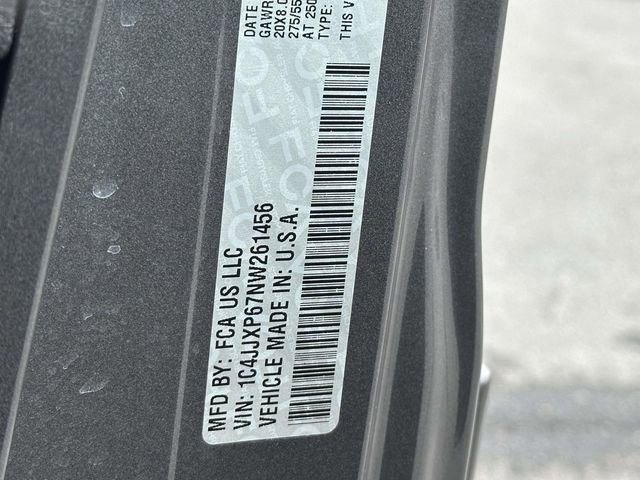 MFD BY: FCA US LLC
DATE
GAWR
20X8.0
275/55
AT 250
VIN: 1C4JJXP67NW261456
TYPE:
VEHICLE MADE IN: U.S.A.
THIS V